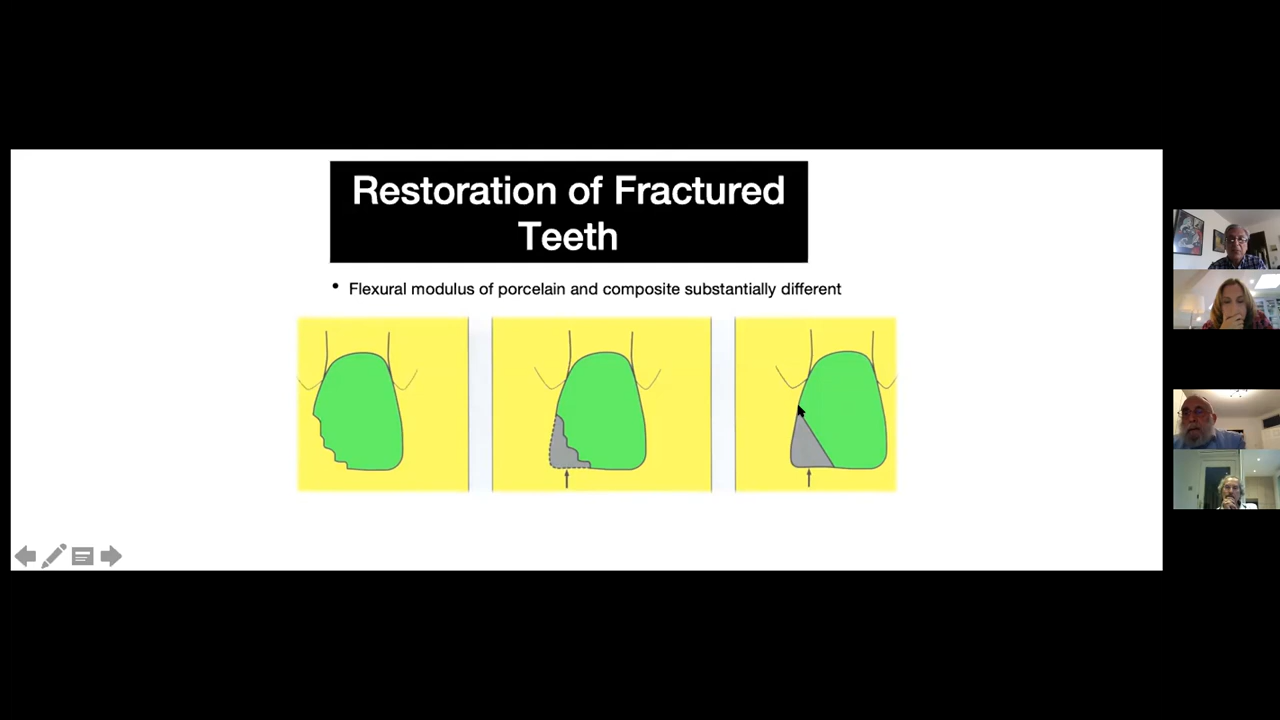 Restoration of Fractured
Teeth
• Flexural modulus of porcelain and composite substantially different